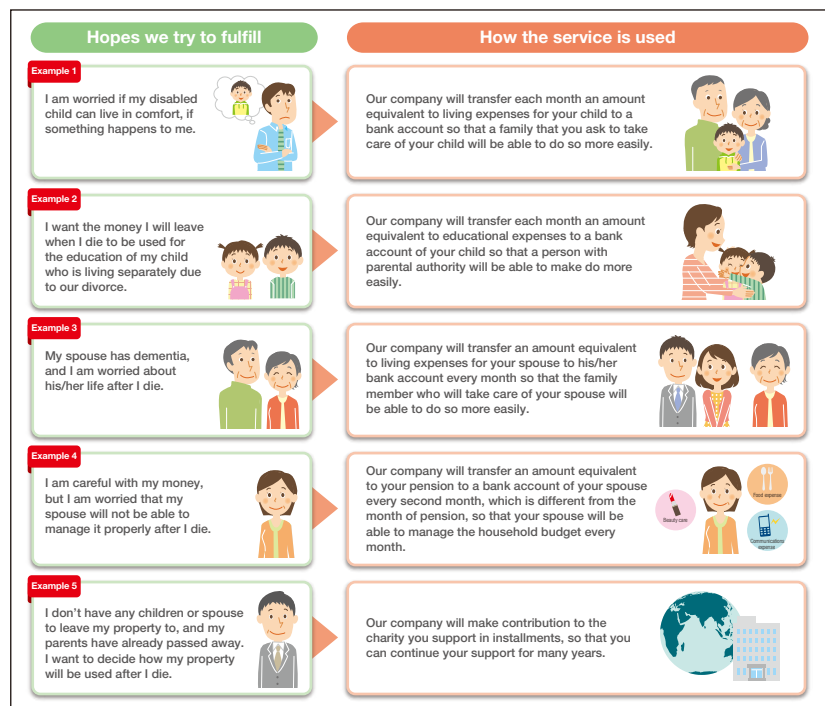 Hopes we try to fulfill
How the service is used
Example 1
I am worried if my disabled
child can live in comfort, if
something happens to me.
Our company will transfer each month an amount
equivalent to living expenses for your child to a
bank account so that a family that you ask to take
care of your child will be able to do so more easily.
Example 2
I want the money I will leave
when I die to be used for
the education of my child
who is living separately due
to our divorce.
Our company will transfer each month an amount
equivalent to educational expenses to a bank
account of your child so that a person with
parental authority will be able to make do more
easily.
Example 3
My spouse has dementia,
and I am worried about
his/her life after I die.
Our company will transfer an amount equivalent
to living expenses for your spouse to his/her
bank account every month so that the family
member who will take care of your spouse will
be able to do so more easily.
Example 4
I am careful with my money,
but I am worried that my
spouse will not be able to
manage it properly after I die.
Our company will transfer an amount equivalent
to your pension to a bank account of your spouse
every second month, which is different from the
month of pension, so that your spouse will be
able to manage the household budget every
month.
Beauty care
Food expense
Communications
expense
Example 5
I don't have any children or spouse
to leave my property to, and my
parents have already passed away.
I want to decide how my property
will be used after I die.
Our company will make contribution to the
charity you support in installments, so that you
can continue your support for many years.